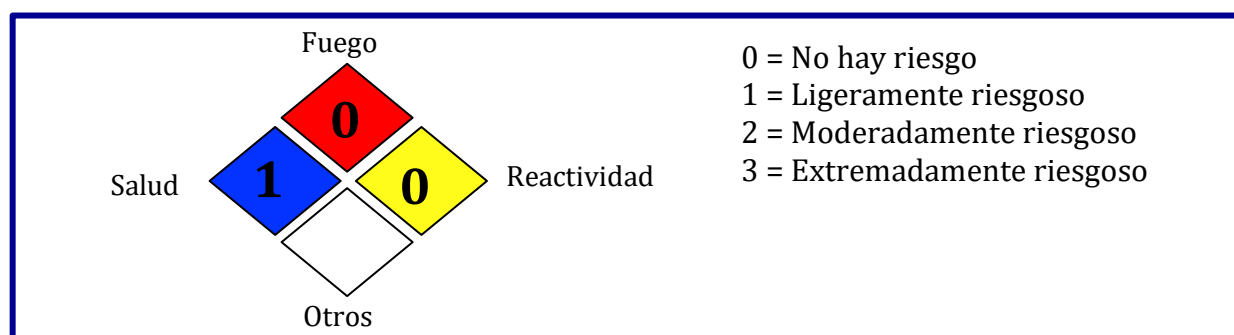 Fuego
0
Salud
1
0
Reactividad
Otros
0 = No hay riesgo
1 = Ligeramente riesgoso
2 = Moderadamente riesgoso
3 = Extremadamente riesgoso